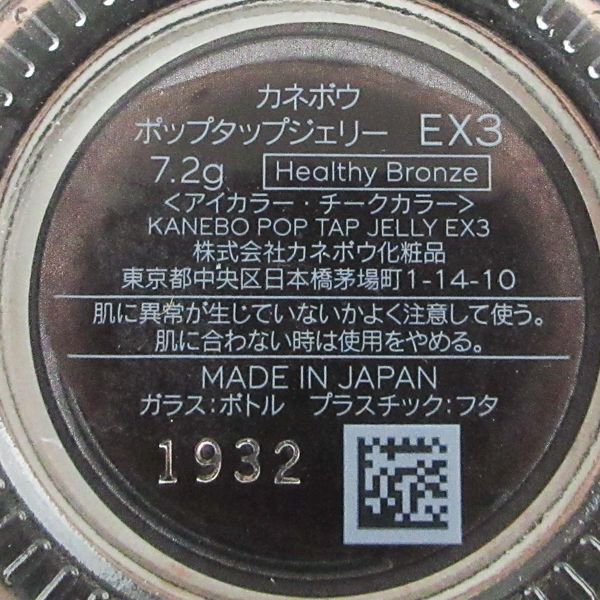 カネボウ
ポップタップジェリー EX3
7.2g Healthy Bronze
<アイカラー・チークカラー>
KANEBO POP TAP JELLY EX3
株式会社カネボウ化粧品
東京都中央区日本橋茅場町1-14-10
肌に異常が生じていないかよく注意して使う。
肌に合わない時は使用をやめる。
MADE IN JAPAN
ガラス:ボトル プラスチック:フタ
1932